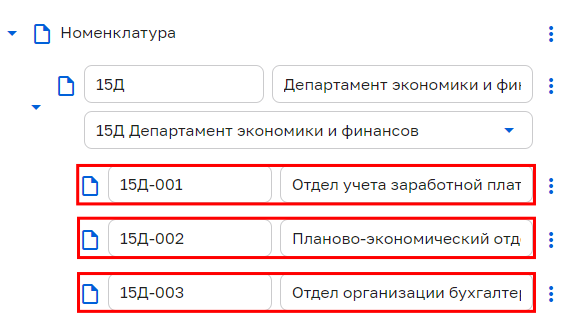 Номенклатура
15Д Департамент экономики и фин
15Д Департамент экономики и финансов
15Д-001 Отдел учета заработной плат
15Д-002 Планово-экономический отд
15Д-003 Отдел организации бухгалтер